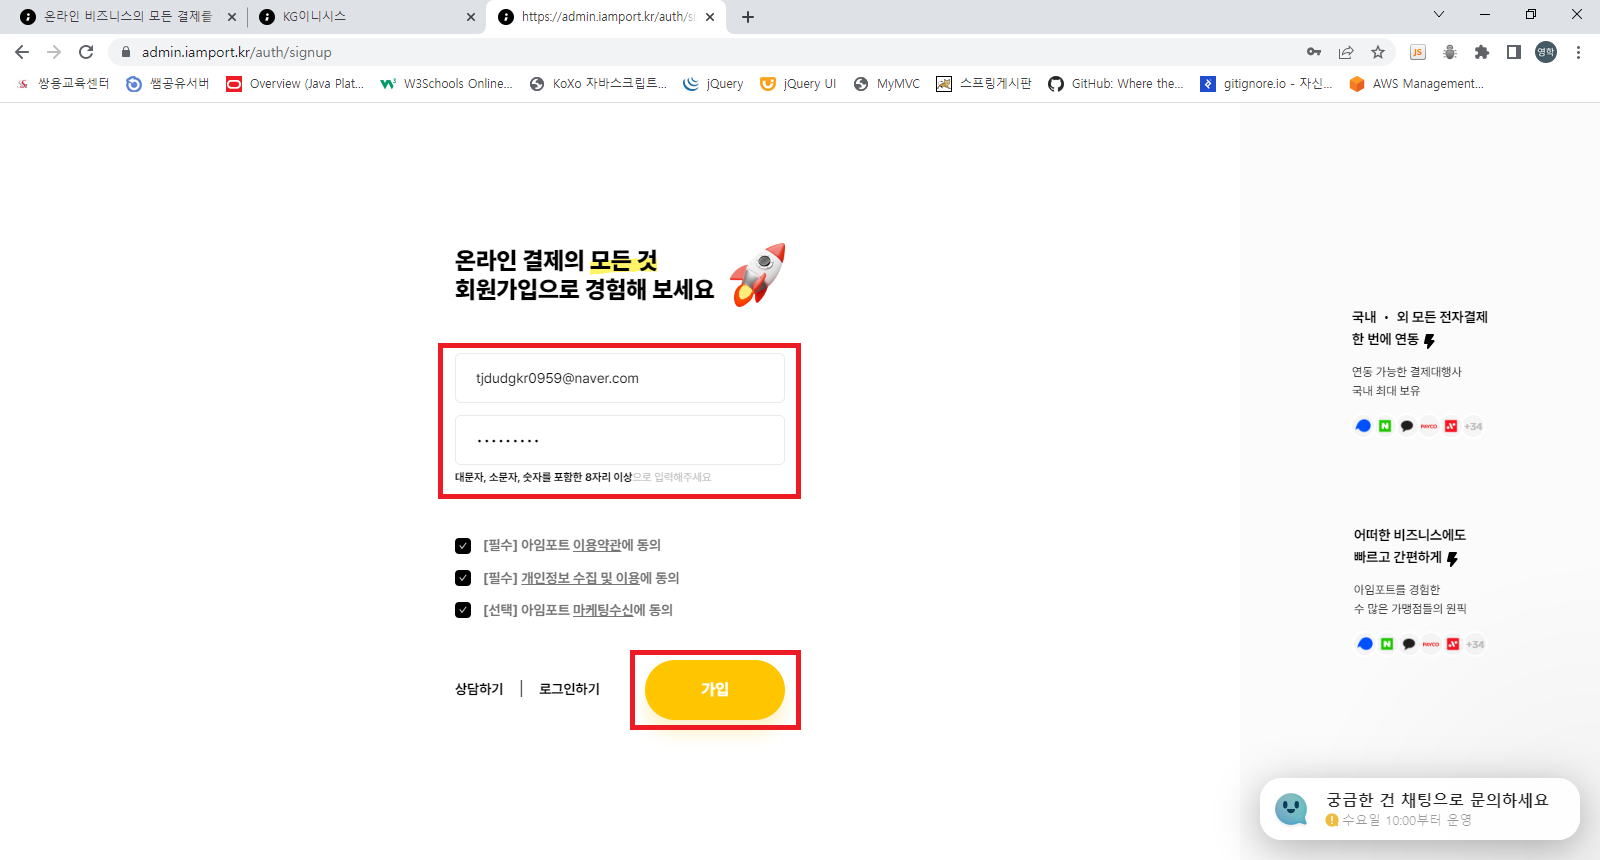 온라인 비즈니스의 모든 결제를
KG이니시스
https://admin.iamport.kr/auth/si
admin.iamport.kr/auth/signup
영학
쌍용교육센터
쌤공유서버
Overview (Java Plat...
W3Schools Online...
KoXo 자바스크립트...
jQuery
jQuery UI
MyMVC
스프링게시판
GitHub: Where the...
gitignore.io - 자신...
AWS Management...
온라인 결제의 모든 것
회원가입으로 경험해 보세요
tjdudgkr0959@naver.com
대문자, 소문자, 숫자를 포함한 8자리 이상으로 입력해주세요
[필수] 아임포트 이용약관에 동의
[필수] 개인정보 수집 및 이용에 동의
[선택] 아임포트 마케팅수신에 동의
상담하기 | 로그인하기
가입
국내 · 외 모든 전자결제
한 번에 연동
연동 가능한 결제대행사
국내 최대 보유
N PAYCO +34
어떠한 비즈니스에도
빠르고 간편하게
아임포트를 경험한
수 많은 가맹점들의 원픽
N PAYCO +34
궁금한 건 채팅으로 문의하세요
수요일 10:00부터 운영